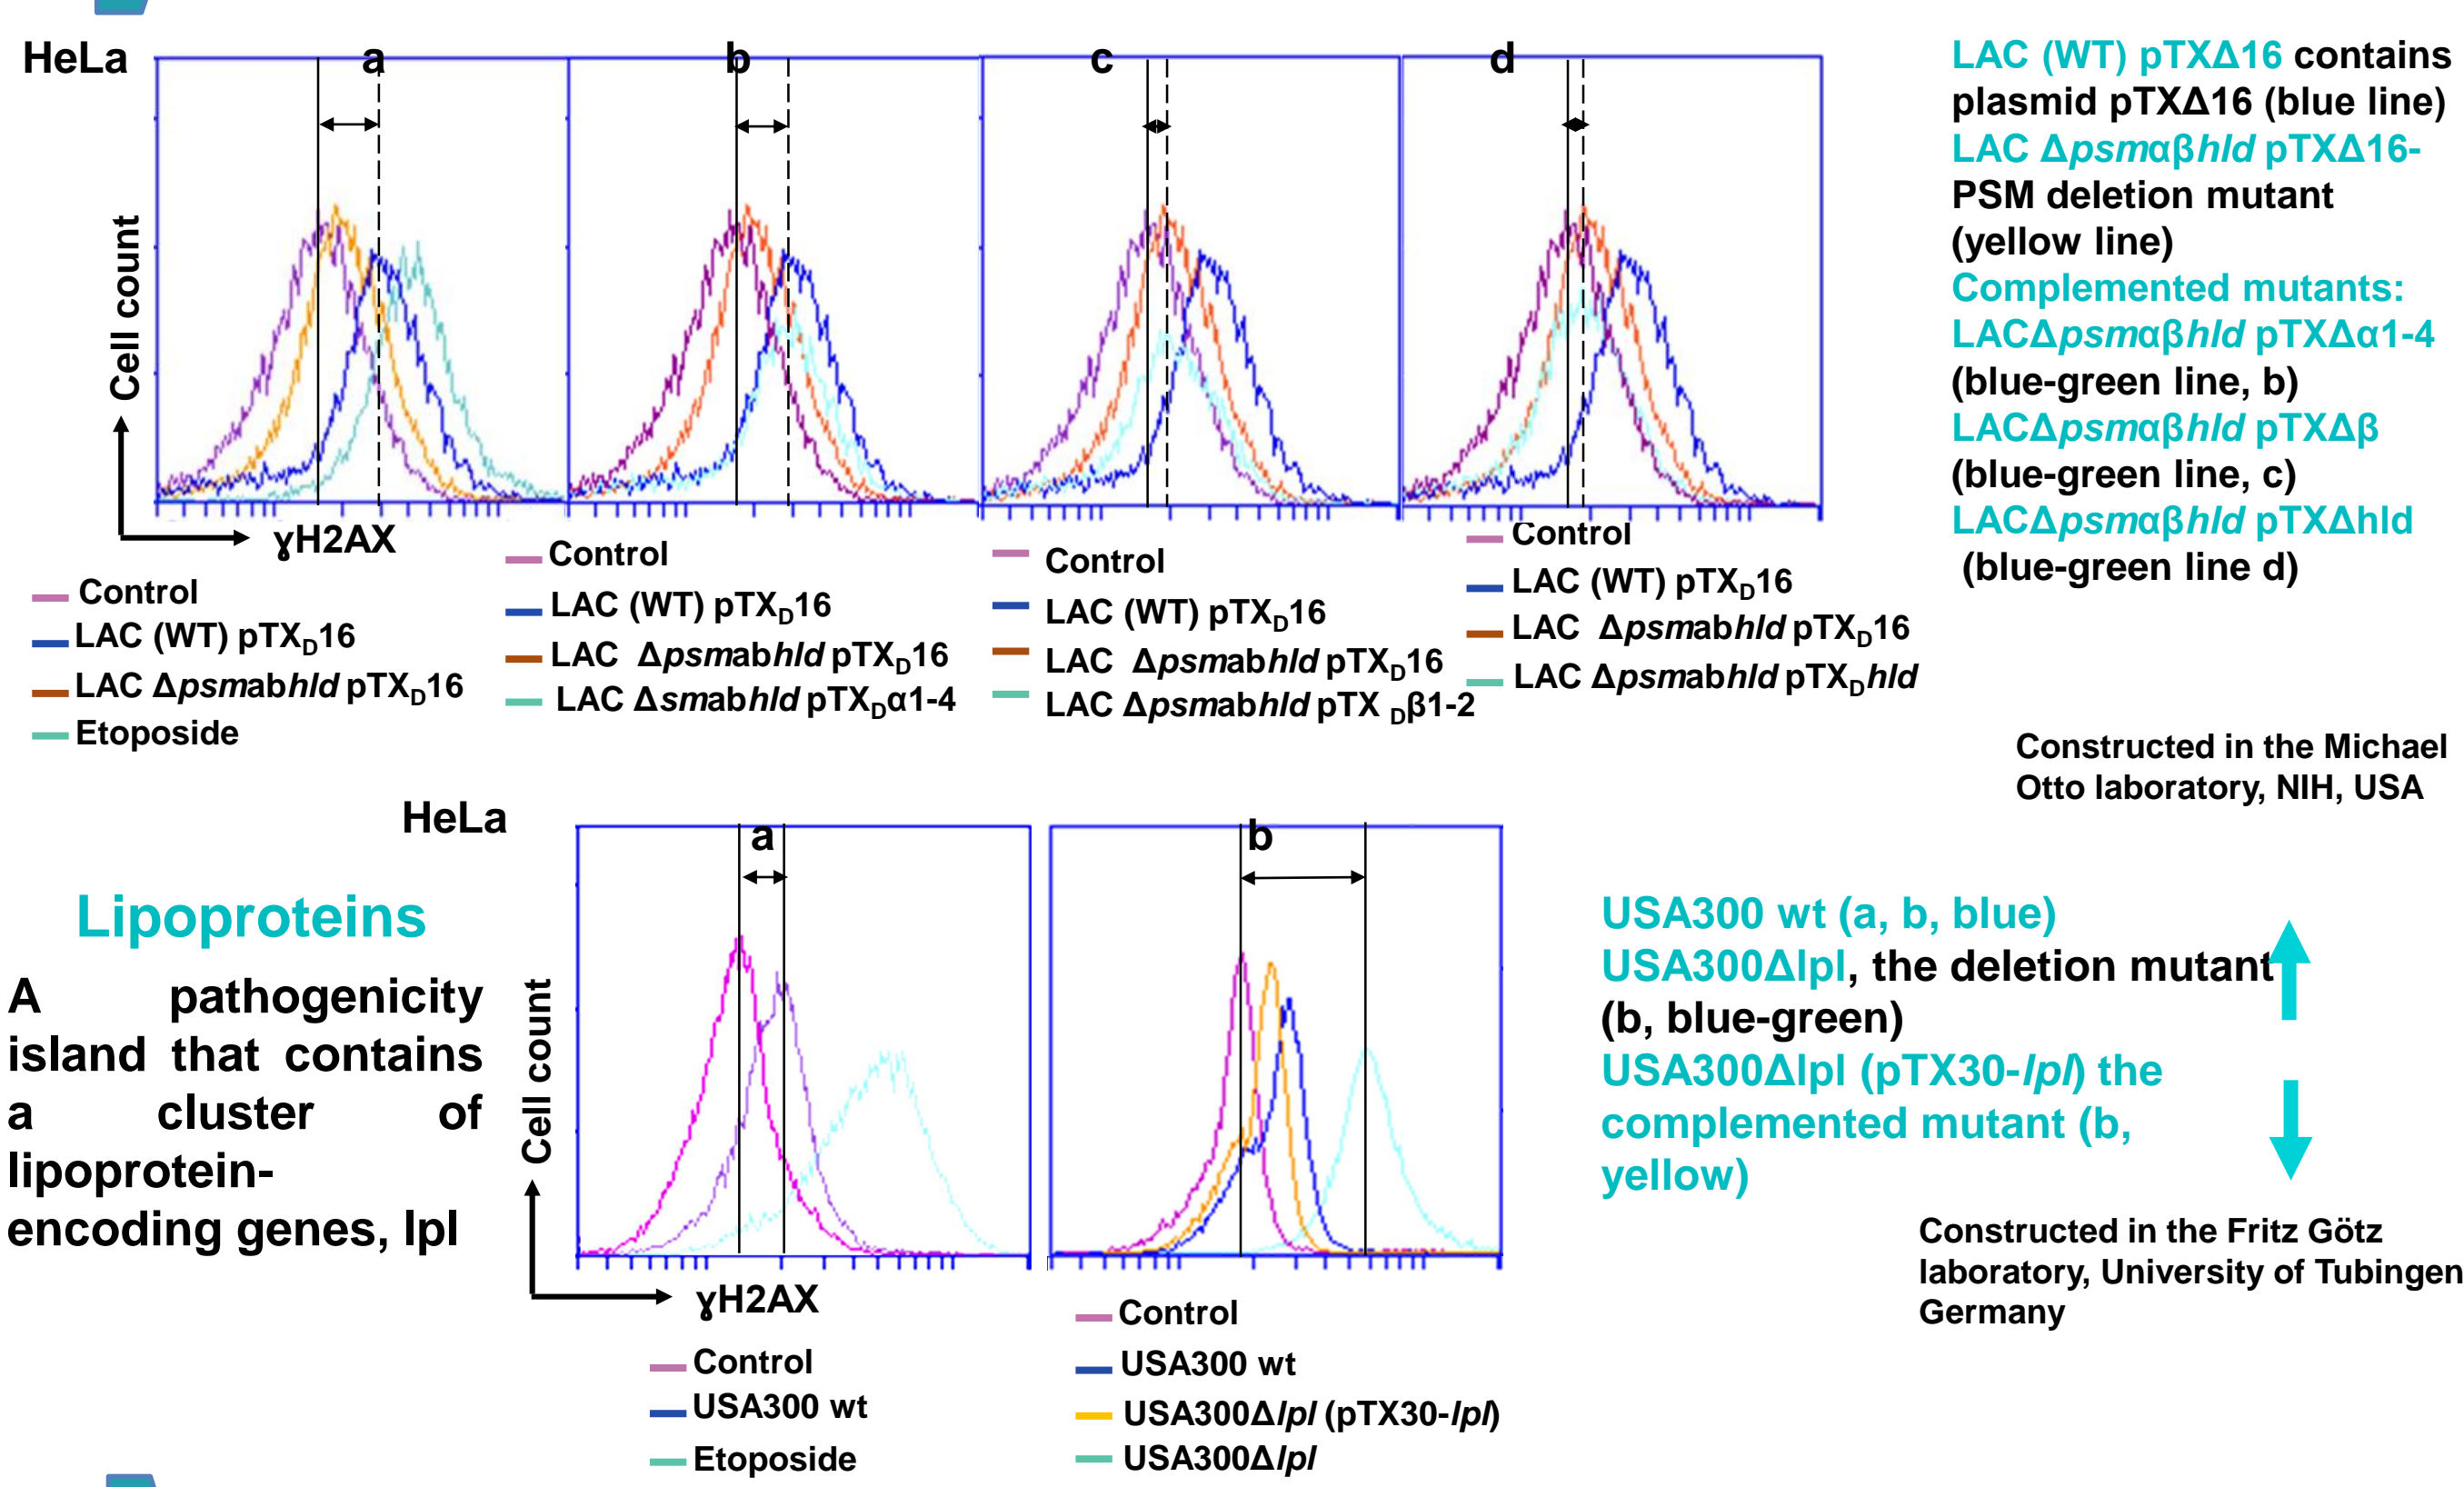 HeLa
a
b
c
d
Cell count
ɣH2AX
Control
LAC (WT) pTXD16
LAC Δpsmabhld pTXD16
Etoposide
Control
LAC (WT) pTXD16
LAC Δpsmabhld pTXD16
LAC Δsmabhld pTXDα1-4
Control
LAC (WT) pTXD16
LAC Δpsmabhld pTXD16
LAC Δpsmabhld pTX Dβ1-2
Control
LAC (WT) pTXD16
LAC Δpsmabhld pTXD16
LAC Δpsmabhld pTXDhld
LAC (WT) pTXΔ16 contains
plasmid pTXΔ16 (blue line)
LAC Δpsmαβhld pTXΔ16-
PSM deletion mutant
(yellow line)
Complemented mutants:
LACΔpsmαβhld pTXΔα1-4
(blue-green line, b)
LACΔpsmαβhld pTXΔβ
(blue-green line, c)
LACΔpsmαβhld pTXΔhld
(blue-green line d)
Constructed in the Michael
Otto laboratory, NIH, USA
HeLa
Lipoproteins
A pathogenicity
island that contains
a cluster of
lipoprotein-
encoding genes, lpl
a
b
Cell count
ɣH2AX
Control
USA300 wt
Etoposide
Control
USA300 wt
USA300Δlpl (pTX30-lpl)
USA300Δlpl
USA300 wt (a, b, blue)
USA300Δlpl, the deletion mutant
(b, blue-green)
USA300Δlpl (pTX30-lpl) the
complemented mutant (b,
yellow)
Constructed in the Fritz Götz
laboratory, University of Tubingen
Germany